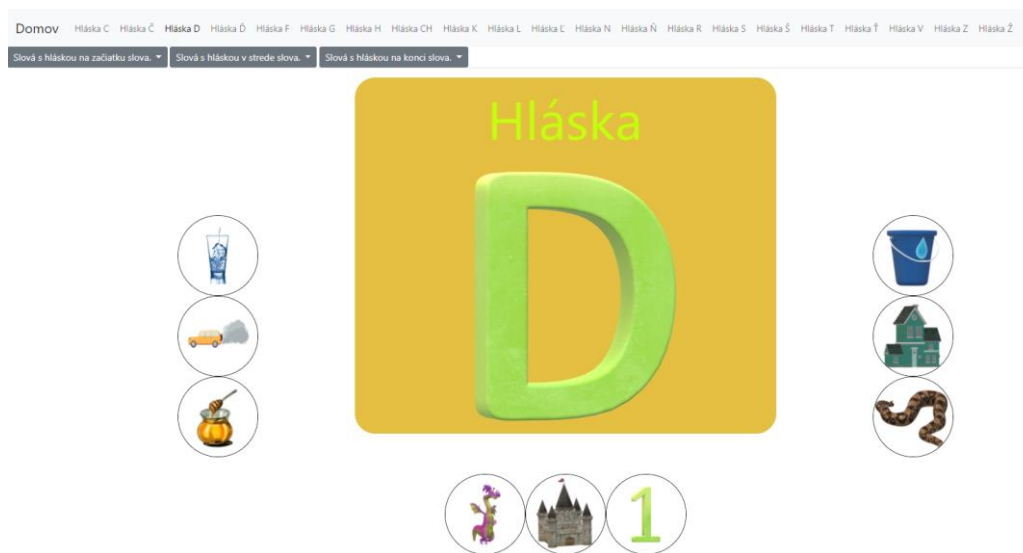 Domov Hláska C Hláska Č Hláska D Hláska Ď Hláska F Hláska G Hláska H Hláska CH Hláska K Hláska L Hláska Ľ Hláska N Hláska Ň Hláska R Hláska S Hláska Š Hláska T Hláska Ť Hláska V Hláska Z Hláska Ž
Slová s hláskou na začiatku slova. Slová s hláskou v strede slova. Slová s hláskou na konci slova.
Hláska
D
1